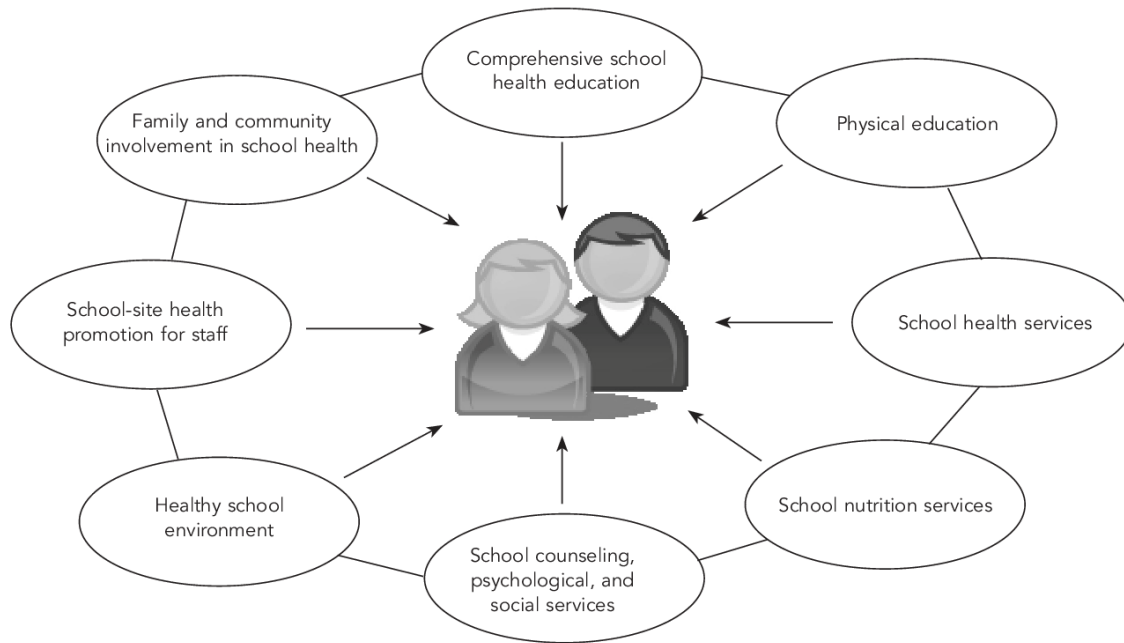 Comprehensive school
health education
Physical education
School health services
School nutrition services
School counseling,
psychological, and
social services
Healthy school
environment
School-site health
promotion for staff
Family and community
involvement in school health